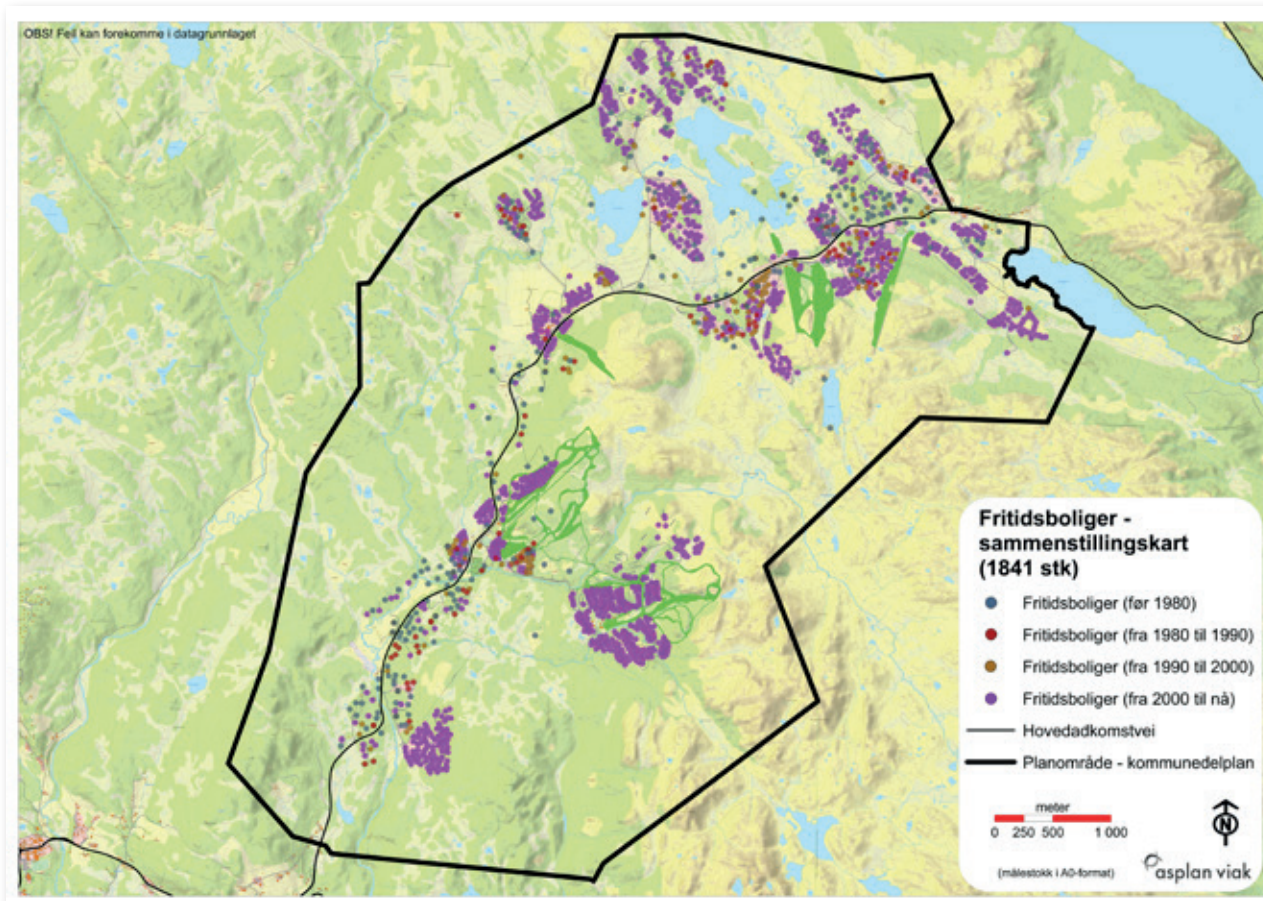 OBS! Feil kan forekomme i datagrunnlaget
Fritidsboliger -
sammenstillingskart
(1841 stk)
Fritidsboliger (før 1980)
Fritidsboliger (fra 1980 til 1990)
Fritidsboliger (fra 1990 til 2000)
Fritidsboliger (fra 2000 til nå)
Hovedadkomstvei
Planområde - kommunedelplan
meter
0 250 500 1 000
N
(målestokk i A0-format)
asplan viak